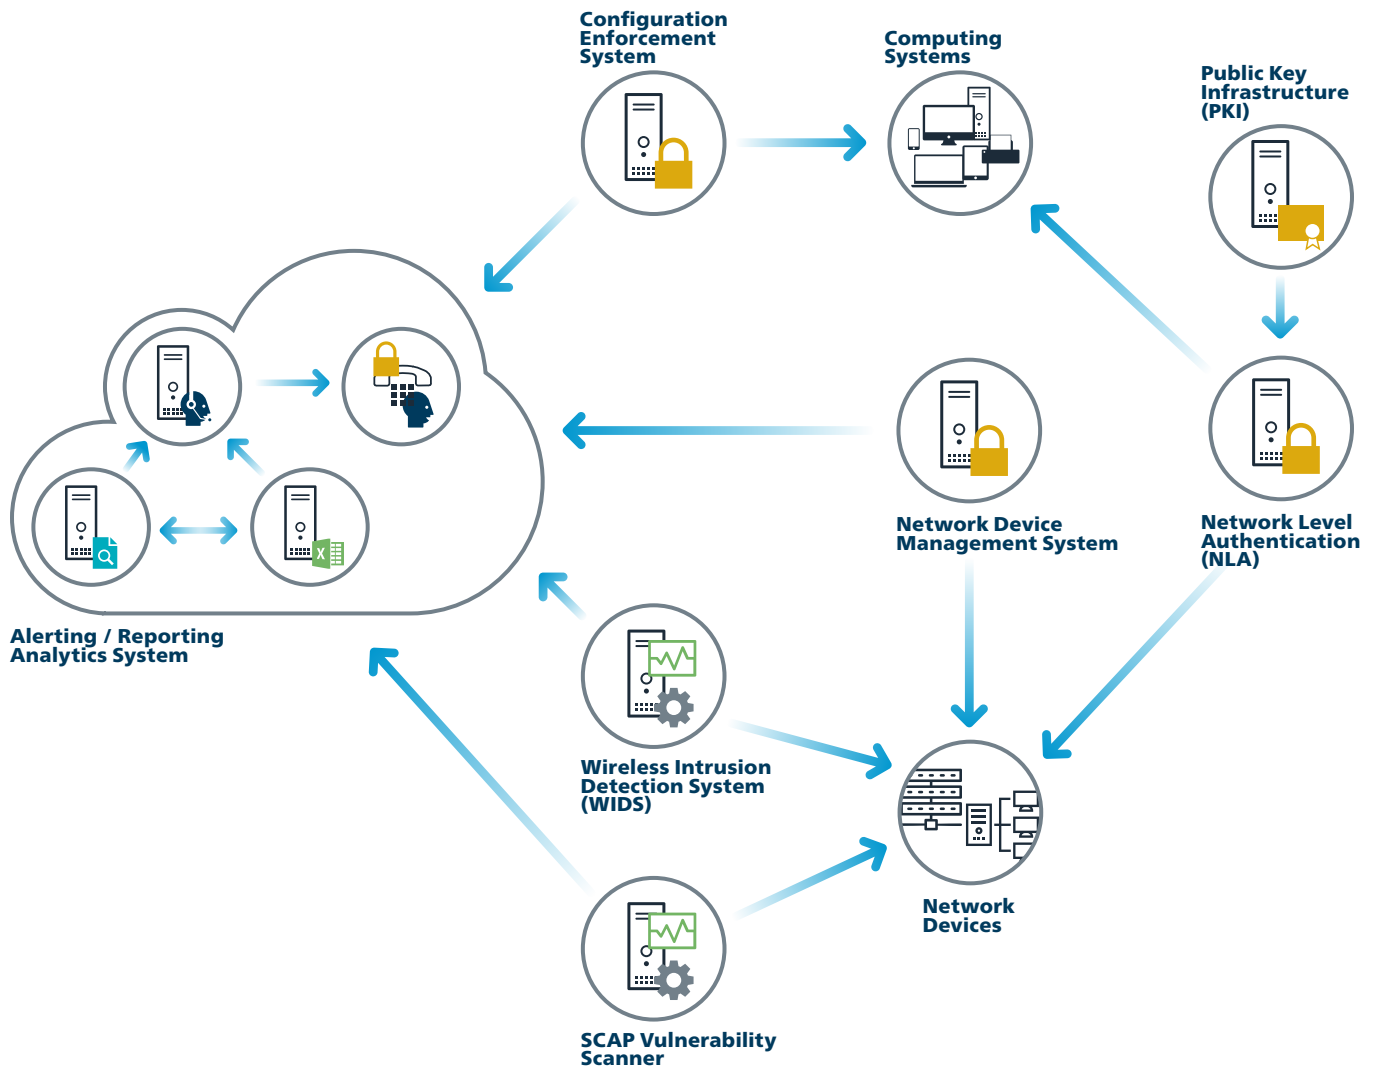 Configuration
Enforcement
System
Computing
Systems
Public Key
Infrastructure
(PKI)
X
Network Device
Management System
Network Level
Authentication
(NLA)
Alerting / Reporting
Analytics System
Wireless Intrusion
Detection System
(WIDS)
Network
Devices
SCAP Vulnerability
Scanner